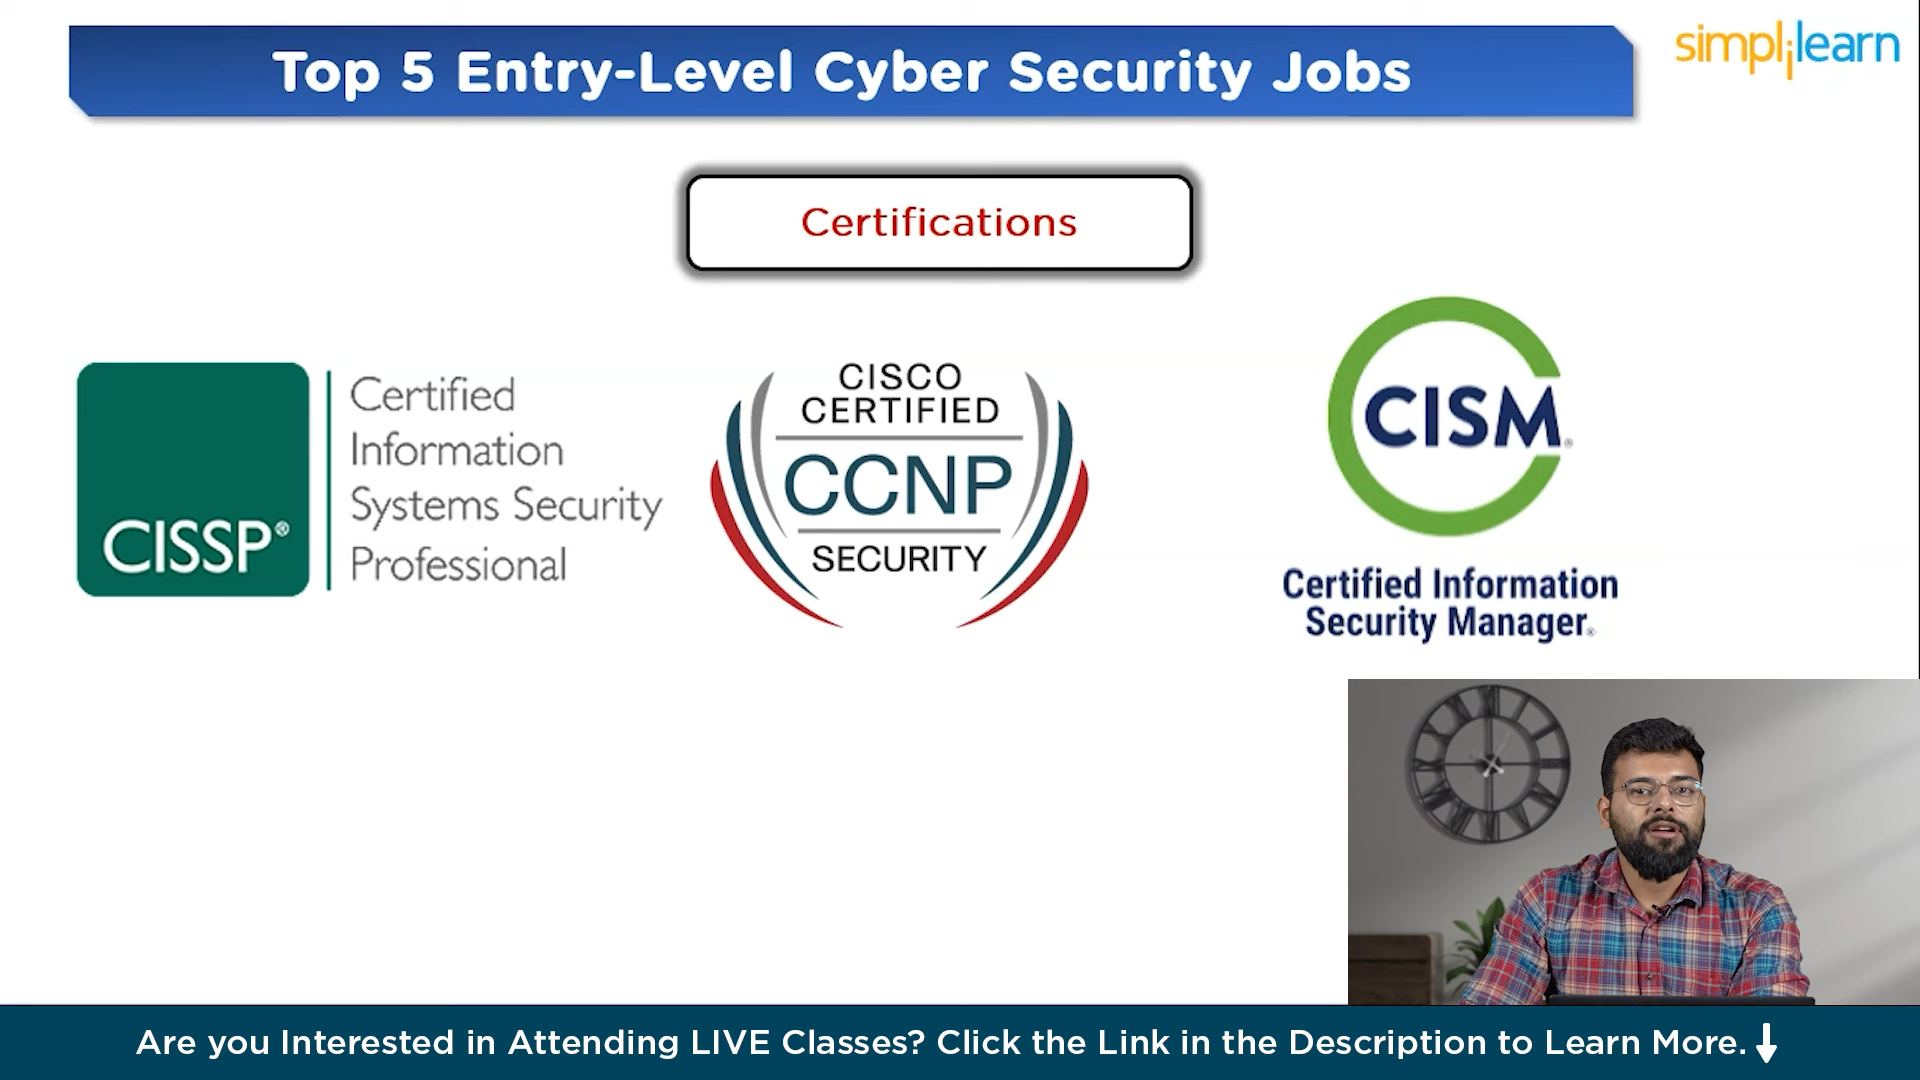 Top 5 Entry-Level Cyber Security Jobs
simplilearn
Certifications
CISSP®
Certified
Information
Systems Security
Professional
CISCO
CERTIFIED
CCNP
SECURITY
CISM®
Certified Information
Security Manager®
Are you Interested in Attending LIVE Classes? Click the Link in the Description to Learn More.